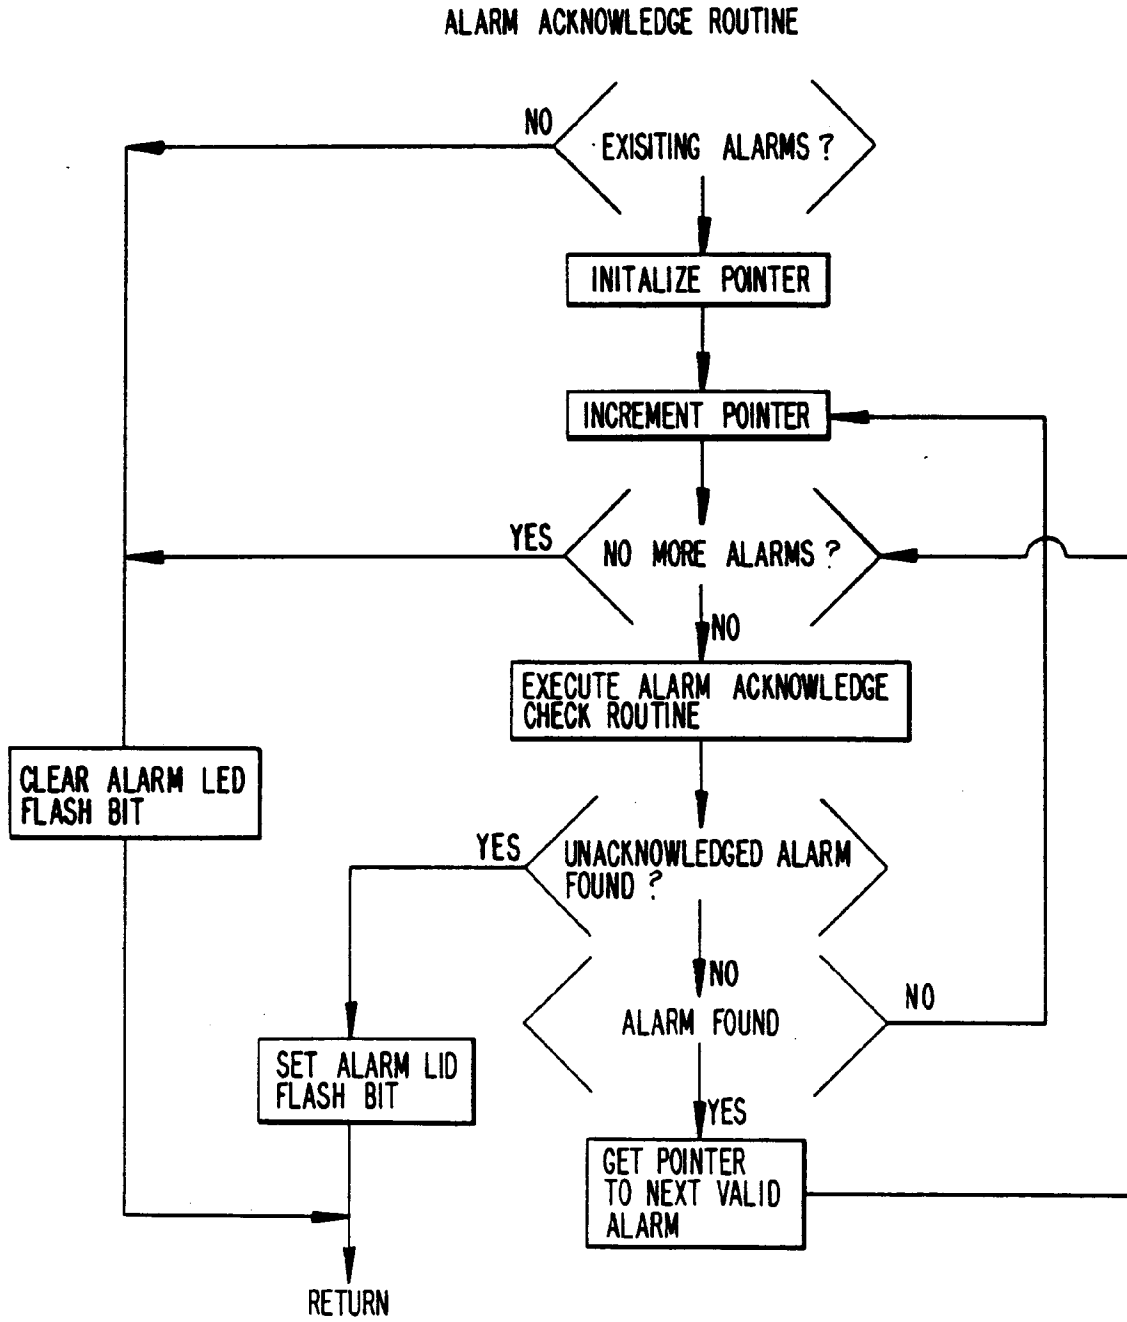 ALARM ACKNOWLEDGE ROUTINE
NO
EXISITING ALARMS ?
INITALIZE POINTER
INCREMENT POINTER
YES
NO MORE ALARMS ?
NO
EXECUTE ALARM ACKNOWLEDGE
CHECK ROUTINE
CLEAR ALARM LED
FLASH BIT
YES
UNACKNOWLEDGED ALARM
FOUND ?
NO
ALARM FOUND
NO
SET ALARM LID
FLASH BIT
YES
GET POINTER
TO NEXT VALID
ALARM
RETURN